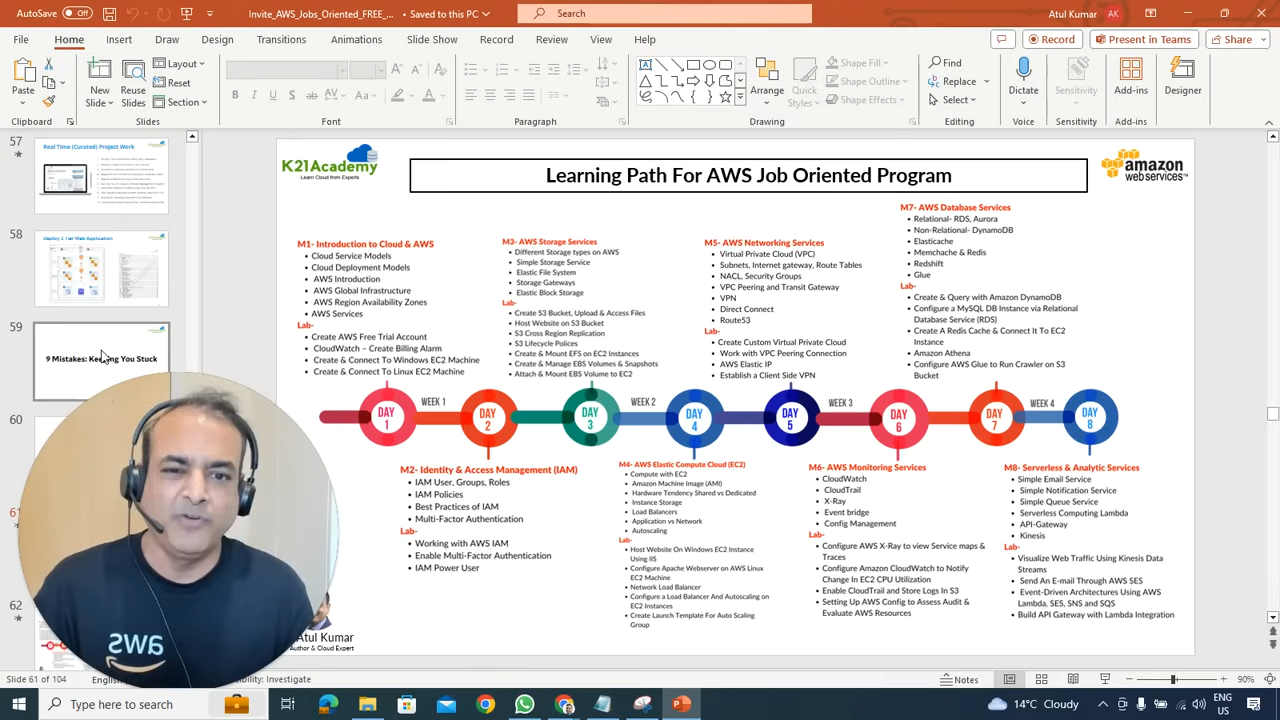 Search
Atul Kumar
AK
File
Home
Insert
Draw
Design
Transitions
Animations
Slide Show
Record
Review
View
Help
Record
Present in Teams
Share
Paste
New
Slide
Reuse
Slides
Layout
Reset
Section
Arrange
Quick
Styles
Shape Fill
Shape Outline
Shape Effects
Find
Replace
Select
Dictate
Sensitivity
Add-ins
Designer
Clipboard
Slides
Font
Paragraph
Drawing
Editing
Voice
Sensitivity
Add-ins
57
Real Time (Curated) Project Work
58
Deploy 3 Tier Web Application
9 Mistakes: Keeping You Stuck
60
K21Academy
Learn Cloud from Experts
Learning Path For AWS Job Oriented Program
amazon
webservices™
M1- Introduction to Cloud & AWS
• Cloud Service Models
• Cloud Deployment Models
• AWS Introduction
• AWS Global Infrastructure
• AWS Region Availability Zones
• AWS Services
Lab-
• Create AWS Free Trial Account
• CloudWatch – Create Billing Alarm
• Create & Connect To Windows EC2 Machine
• Create & Connect To Linux EC2 Machine
M3- AWS Storage Services
• Different Storage types on AWS
• Simple Storage Service
• Elastic File System
• Storage Gateways
• Elastic Block Storage
Lab-
• Create S3 Bucket, Upload & Access Files
• Host Website on S3 Bucket
• S3 Cross Region Replication
• S3 Lifecycle Polices
• Create & Mount EFS on EC2 Instances
• Create & Manage EBS Volumes & Snapshots
• Attach & Mount EBS Volume to EC2
M5- AWS Networking Services
• Virtual Private Cloud (VPC)
• Subnets, Internet gateway, Route Tables
• NACL, Security Groups
• VPC Peering and Transit Gateway
• VPN
• Direct Connect
• Route53
Lab-
• Create Custom Virtual Private Cloud
• Work with VPC Peering Connection
• AWS Elastic IP
• Establish a Client Side VPN
M7- AWS Database Services
• Relational- RDS, Aurora
• Non-Relational- DynamoDB
• Elasticache
• Memchache & Redis
• Redshift
• Glue
Lab-
• Create & Query with Amazon DynamoDB
• Configure a MySQL DB Instance via Relational
Database Service (RDS)
• Create A Redis Cache & Connect It To EC2
Instance
• Amazon Athena
• Configure AWS Glue to Run Crawler on S3
Bucket
DAY
1
WEEK 1
DAY
2
DAY
3
WEEK 2
DAY
4
DAY
5
WEEK 3
DAY
6
DAY
7
WEEK 4
DAY
8
M2- Identity & Access Management (IAM)
• IAM User, Groups, Roles
• IAM Policies
• Best Practices of IAM
• Multi-Factor Authentication
Lab-
• Working with AWS IAM
• Enable Multi-Factor Authentication
• IAM Power User
M4- AWS Elastic Compute Cloud (EC2)
• Compute with EC2
• Amazon Machine Image (AMI)
• Hardware Tendency Shared vs Dedicated
• Instance Storage
• Load Balancers
• Application vs Network
• Autoscaling
Lab-
• Host Website On Windows EC2 Instance
Using IIS
• Configure Apache Webserver on AWS Linux
EC2 Machine
• Network Load Balancer
• Configure a Load Balancer And Autoscaling on
EC2 Instances
• Create Launch Template For Auto Scaling
Group
M6- AWS Monitoring Services
• CloudWatch
• CloudTrail
• X-Ray
• Event bridge
• Config Management
Lab-
• Configure AWS X-Ray to view Service maps &
Traces
• Configure Amazon CloudWatch to Notify
Change In EC2 CPU Utilization
• Enable CloudTrail and Store Logs In S3
• Setting Up AWS Config to Assess Audit &
Evaluate AWS Resources
M8- Serverless & Analytic Services
• Simple Email Service
• Simple Notification Service
• Simple Queue Service
• Serverless Computing Lambda
• API-Gateway
• Kinesis
Lab-
• Visualize Web Traffic Using Kinesis Data
Streams
• Send An E-mail Through AWS SES
• Event-Driven Architectures Using AWS
Lambda, SES, SNS and SQS
• Build API Gateway with Lambda Integration
aws
Atul Kumar
Author & Cloud Expert
Slide 61 of 104
Investigate
Notes
90%
Type here to search
14°C Cloudy
ENG
US